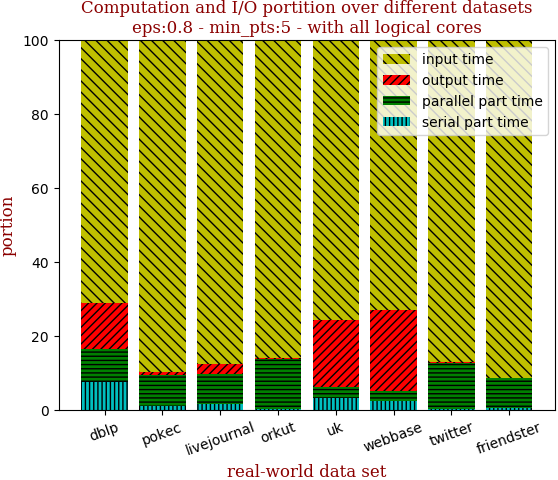 Computation and I/O portition over different datasets
eps:0.8 - min_pts:5 - with all logical cores
100
80
60
40
20
0
portion
input time
output time
parallel part time
serial part time
dblp
pokec
livejournal
orkut
uk
webbase
twitter
friendster
real-world data set